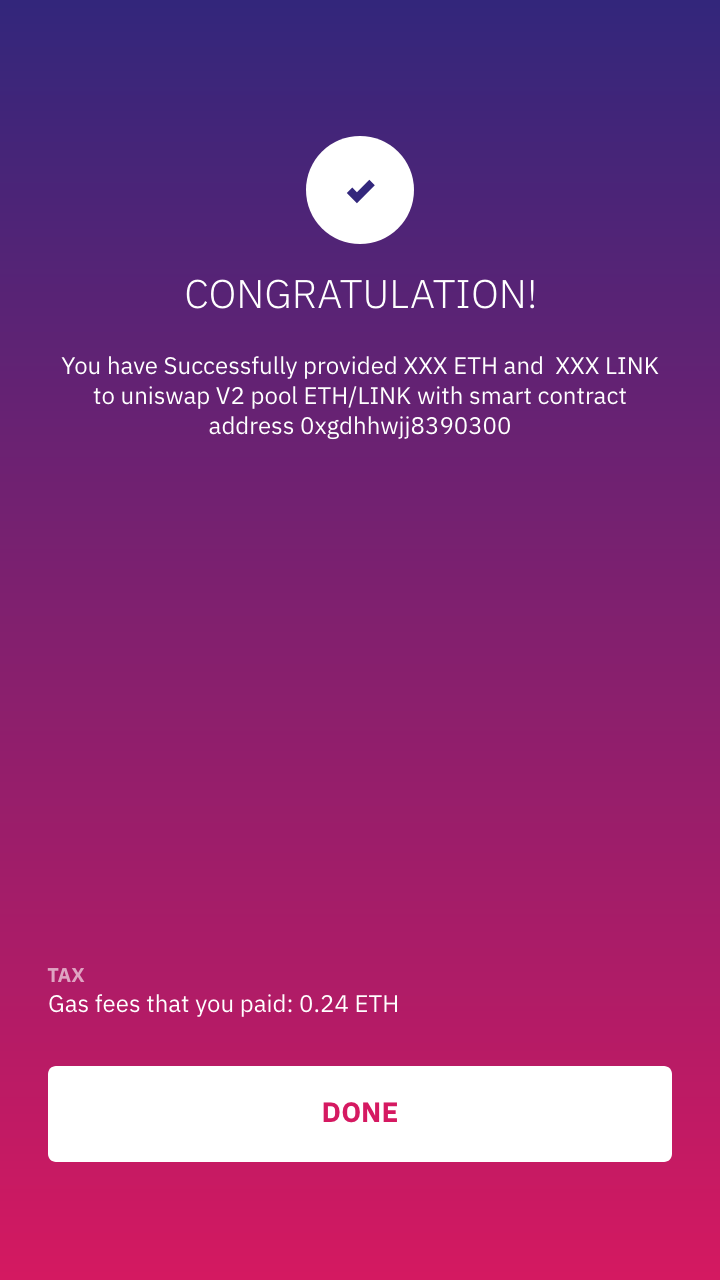 CONGRATULATION!
You have Successfully provided XXX ETH and  XXX LINK
to uniswap V2 pool ETH/LINK with smart contract
address 0xgdhhwjj8390300
TAX
Gas fees that you paid: 0.24 ETH
DONE